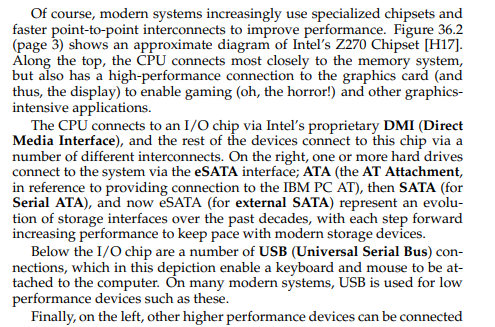 Of course, modern systems increasingly use specialized chipsets and
faster point-to-point interconnects to improve performance. Figure 36.2
(page 3) shows an approximate diagram of Intel's Z270 Chipset [H17].
Along the top, the CPU connects most closely to the memory system,
but also has a high-performance connection to the graphics card (and
thus, the display) to enable gaming (oh, the horror!) and other graphics-
intensive applications.
The CPU connects to an I/O chip via Intel's proprietary DMI (Direct
Media Interface), and the rest of the devices connect to this chip via a
number of different interconnects. On the right, one or more hard drives
connect to the system via the eSATA interface; ATA (the AT Attachment,
in reference to providing connection to the IBM PC AT), then SATA (for
Serial ATA), and now eSATA (for external SATA) represent an evolu-
tion of storage interfaces over the past decades, with each step forward
increasing performance to keep pace with modern storage devices.
Below the I/O chip are a number of USB (Universal Serial Bus) con-
nections, which in this depiction enable a keyboard and mouse to be at-
tached to the computer. On many modern systems, USB is used for low
performance devices such as these.
Finally, on the left, other higher performance devices can be connected